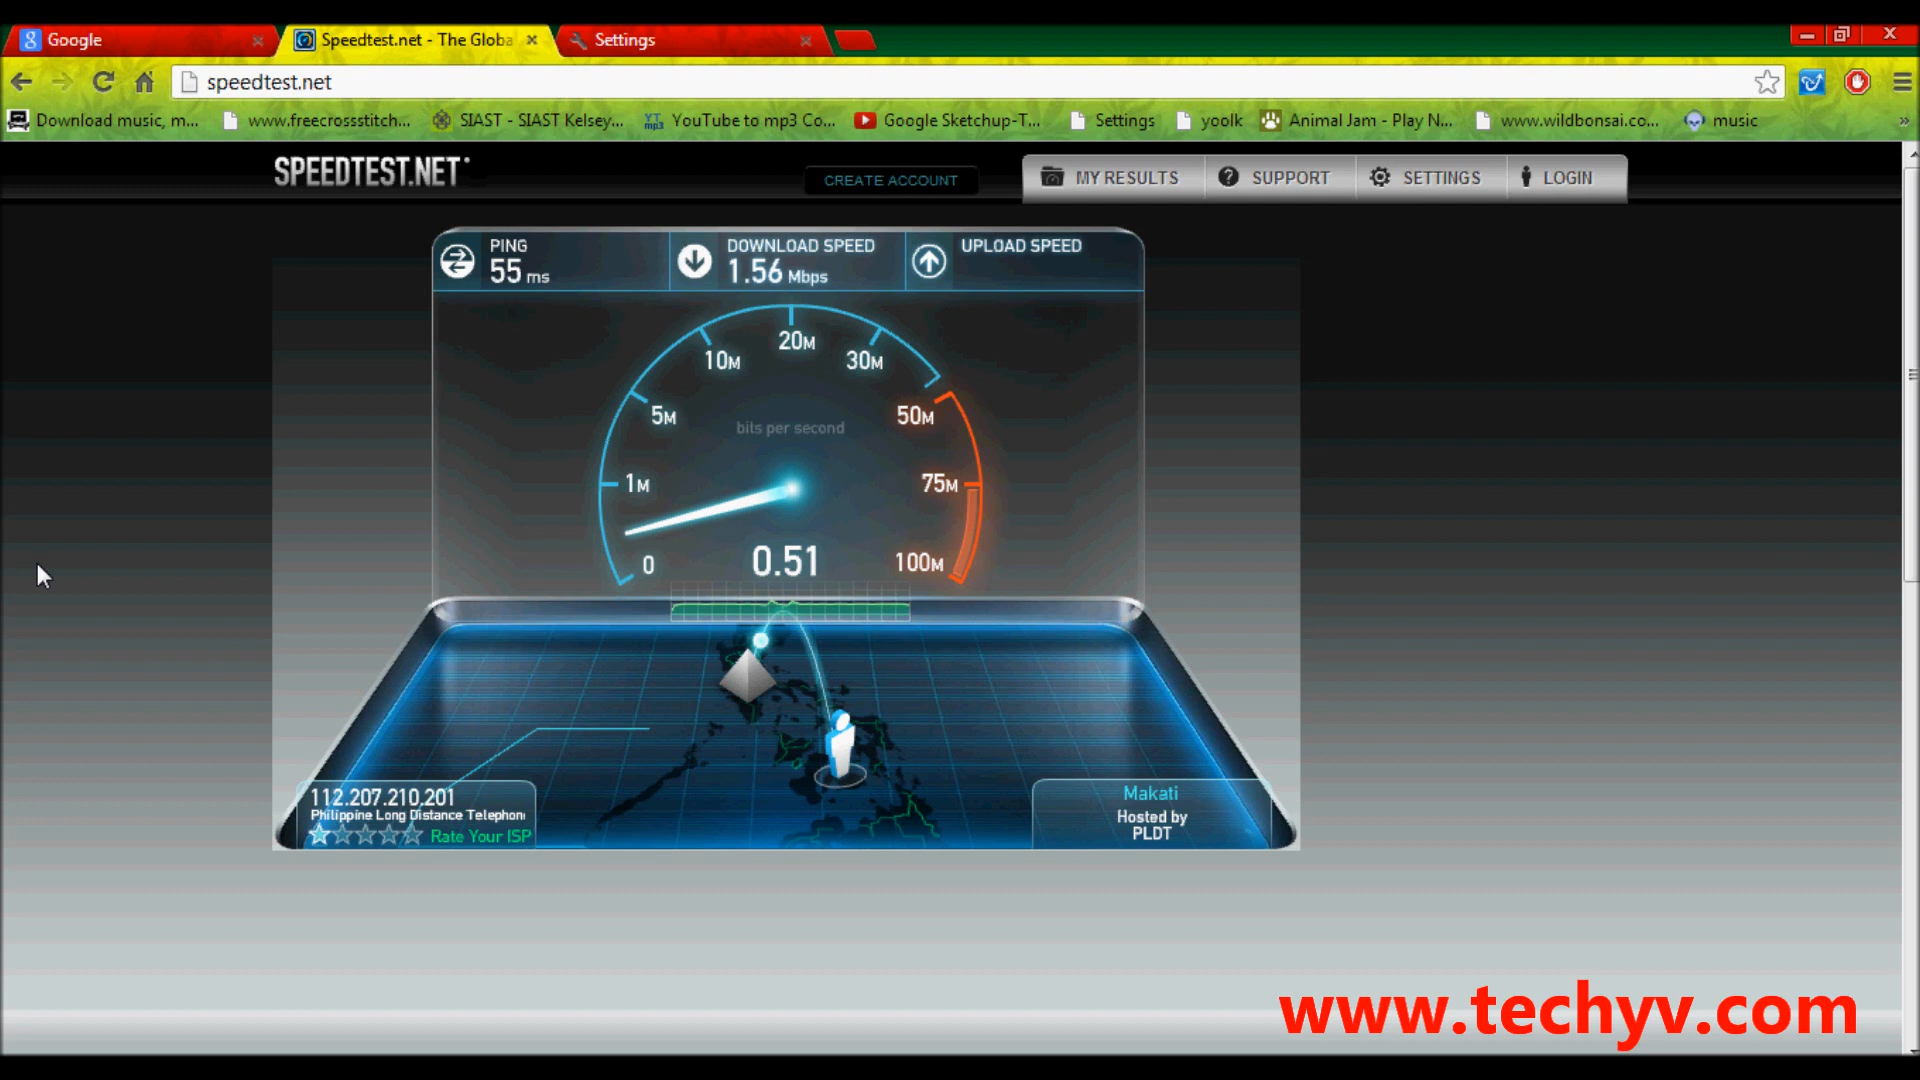 Google
Speedtest.net - The Globa
Settings
speedtest.net
Download music, m...
www.freecrossstitch...
SIAST - SIAST Kelsey...
YouTube to mp3 Co...
Google Sketchup-T...
Settings
yoolk
Animal Jam - Play N...
www.wildbonsai.co...
music
»
SPEEDTEST.NET
CREATE ACCOUNT
MY RESULTS
SUPPORT
SETTINGS
LOGIN
PING
55 ms
DOWNLOAD SPEED
1.56 Mbps
UPLOAD SPEED
20M
10M
30M
5M
50M
bits per second
1M
75M
0
0.51
100M
112.207.210.201
Philippine Long Distance Telephon
Rate Your ISP
Makati
Hosted by
PLDT
www.techyv.com